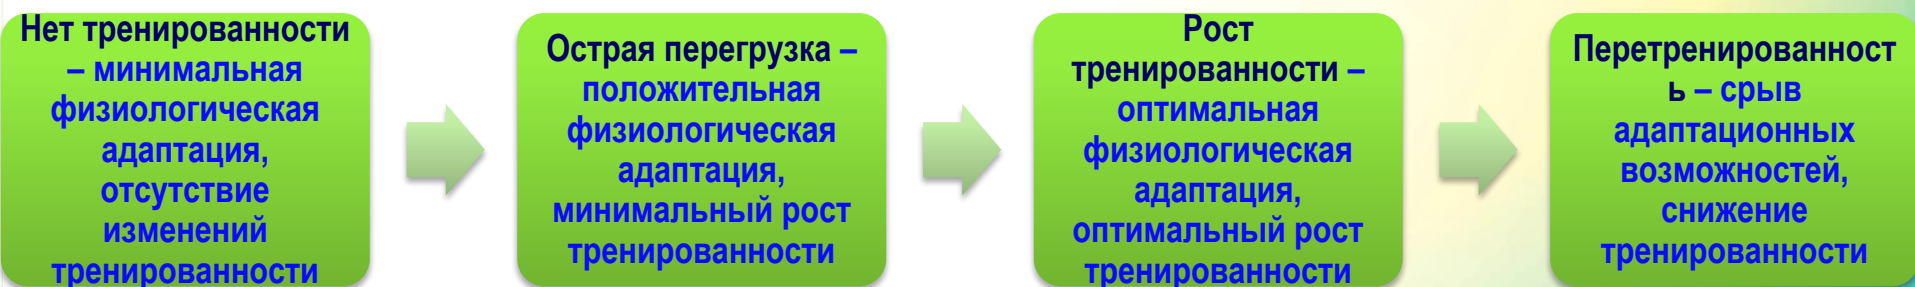 Нет тренированности
– минимальная
физиологическая
адаптация,
отсутствие
изменений
тренированности
Острая перегрузка –
положительная
физиологическая
адаптация,
минимальный рост
тренированности
Рост
тренированности –
оптимальная
физиологическая
адаптация,
оптимальный рост
тренированности
Перетренированност
ь – срыв
адаптационных
возможностей,
снижение
тренированности